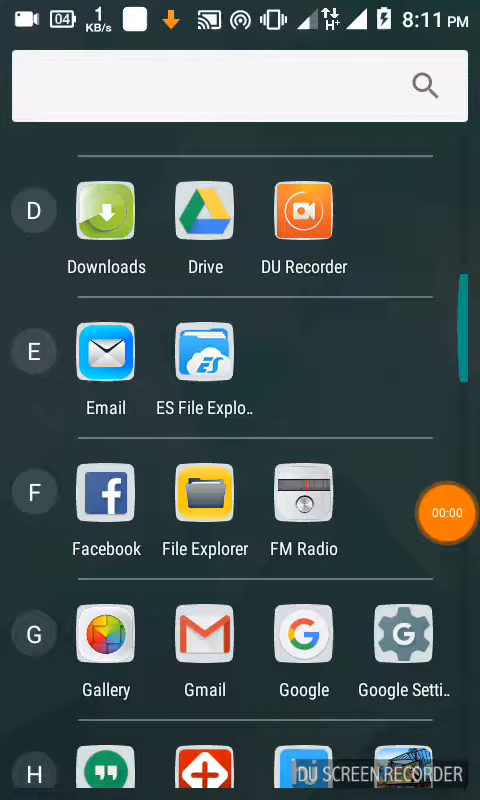 04 1 KB/s H+ 8:11 PM
D
Downloads Drive DU Recorder
E
Email ES File Explo..
ES
F
Facebook File Explorer FM Radio
00:00
G
Gallery Gmail Google Google Setti..
H
DU SCREEN RECORDER